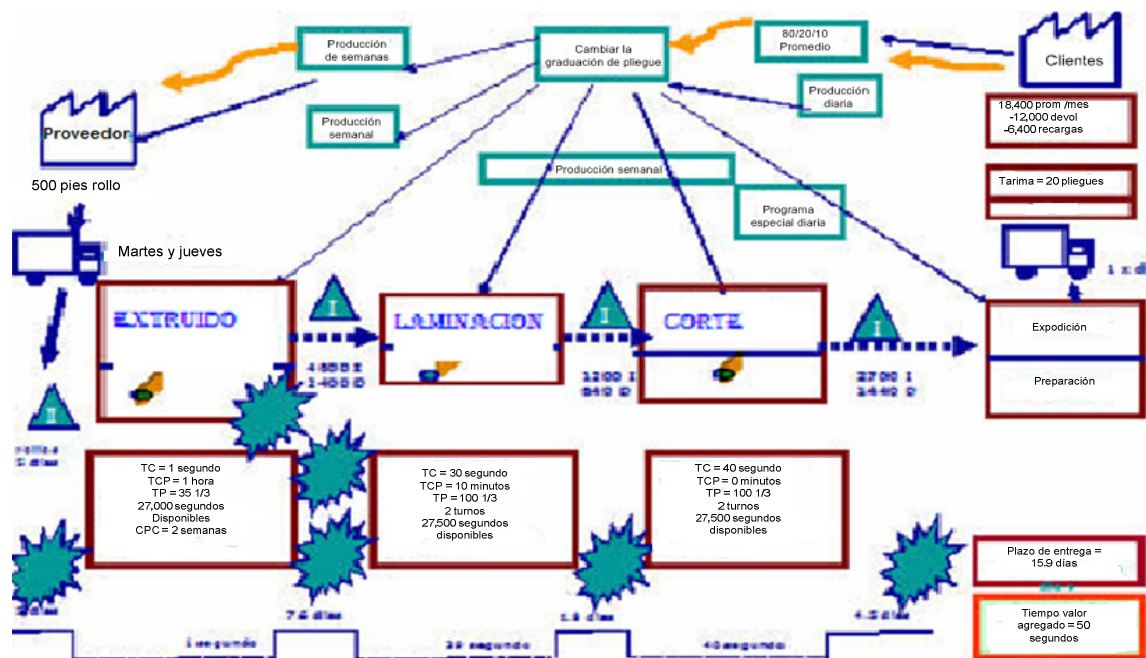 Producción
de semanas
Cambiar la
graduación de pliegue
80/20/10
Promedio
Clientes
Producción
diaria
Proveedor
Producción
semanal
18,400 prom /mes
-12,000 devol
-6,400 recargas
500 pies rollo
Producción semanal
Tarima = 20 pliegues
Programa
especial diaria
Martes y jueves
EXTRUIDO
I
LAMINACION
I
CORTE
I
Expodición
Preparación
I
TC = 1 segundo
TCP = 1 hora
TP = 35 1/3
27,000 segundos
Disponibles
CPC = 2 semanas
TC = 30 segundo
TCP = 10 minutos
TP = 100 1/3
2 turnos
27,500 segundos
disponibles
TC = 40 segundo
TCP = 0 minutos
TP = 100 1/3
2 turnos
27,500 segundos
disponibles
Plazo de entrega =
15.9 días
1 segundo
segundo
segundo
Tiempo valor
agregado = 50
segundos